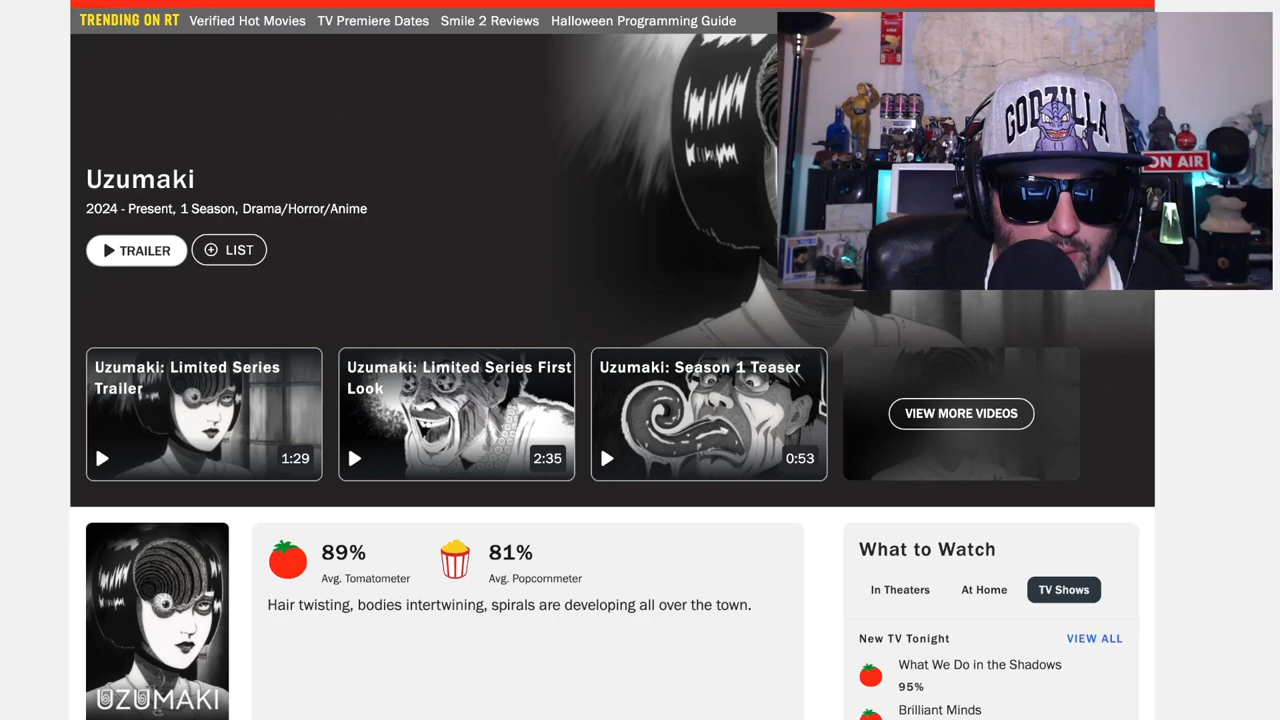 TRENDING ON RT Verified Hot Movies TV Premiere Dates Smile 2 Reviews Halloween Programming Guide
GODZILLA
ON AIR
Uzumaki
2024 - Present, 1 Season, Drama/Horror/Anime
TRAILER LIST
Uzumaki: Limited Series
Trailer
1:29
Uzumaki: Limited Series First
Look
2:35
Uzumaki: Season 1 Teaser
0:53
VIEW MORE VIDEOS
UZUMAKI
89%
Avg. Tomatometer
81%
Avg. Popcornmeter
Hair twisting, bodies intertwining, spirals are developing all over the town.
What to Watch
In Theaters At Home TV Shows
New TV Tonight VIEW ALL
What We Do in the Shadows
95%
Brilliant Minds